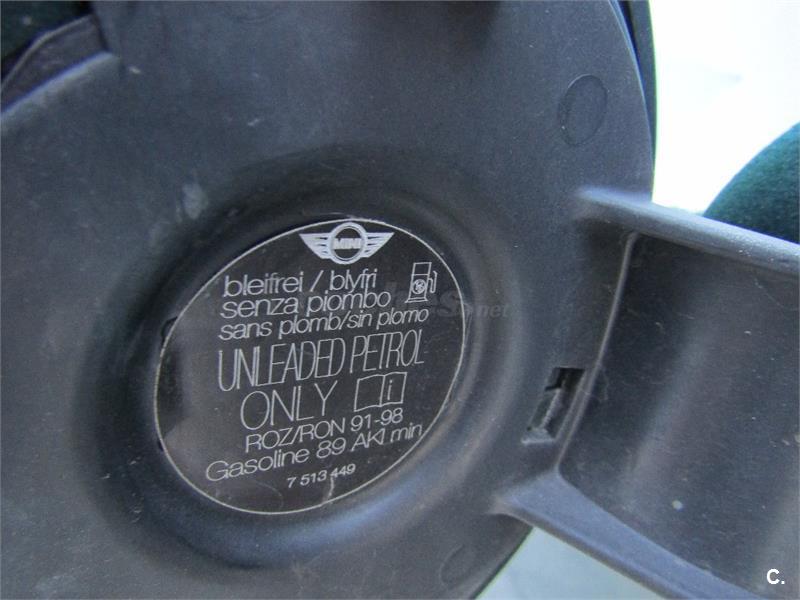 MINI
bleifrei / blyfri
senza piombo
sans plomb/sin plomo
UNLEADED PETROL
ONLY i
ROZ/RON 91-98
Gasoline 89 AKI min
7 513 449
.net
C.